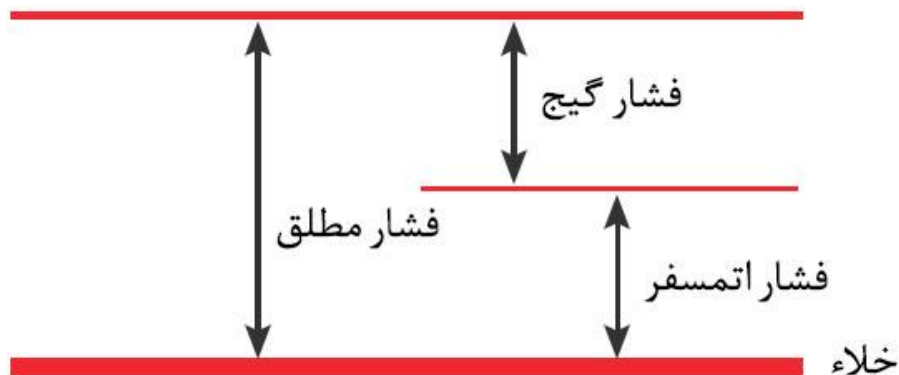 فشار گیج
فشار مطلق
فشار اتمسفر
خلاء